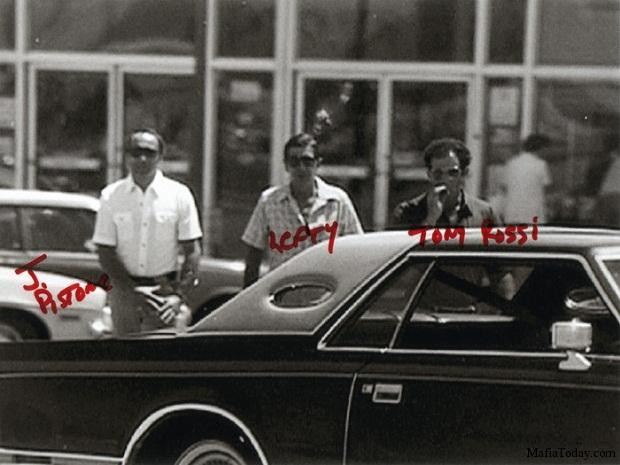 LEFTY
TOM ROSSI
J.
PISTONE
MafiaToday.com